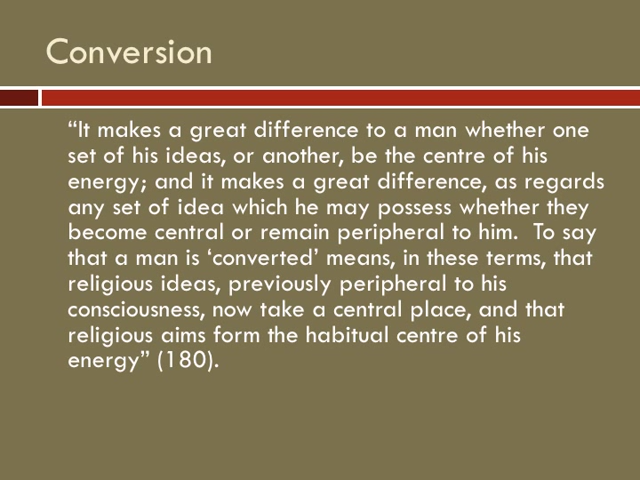 Conversion
“It makes a great difference to a man whether one
set of his ideas, or another, be the centre of his
energy; and it makes a great difference, as regards
any set of idea which he may possess whether they
become central or remain peripheral to him.  To say
that a man is ‘converted’ means, in these terms, that
religious ideas, previously peripheral to his
consciousness, now take a central place, and that
religious aims form the habitual centre of his
energy” (180).